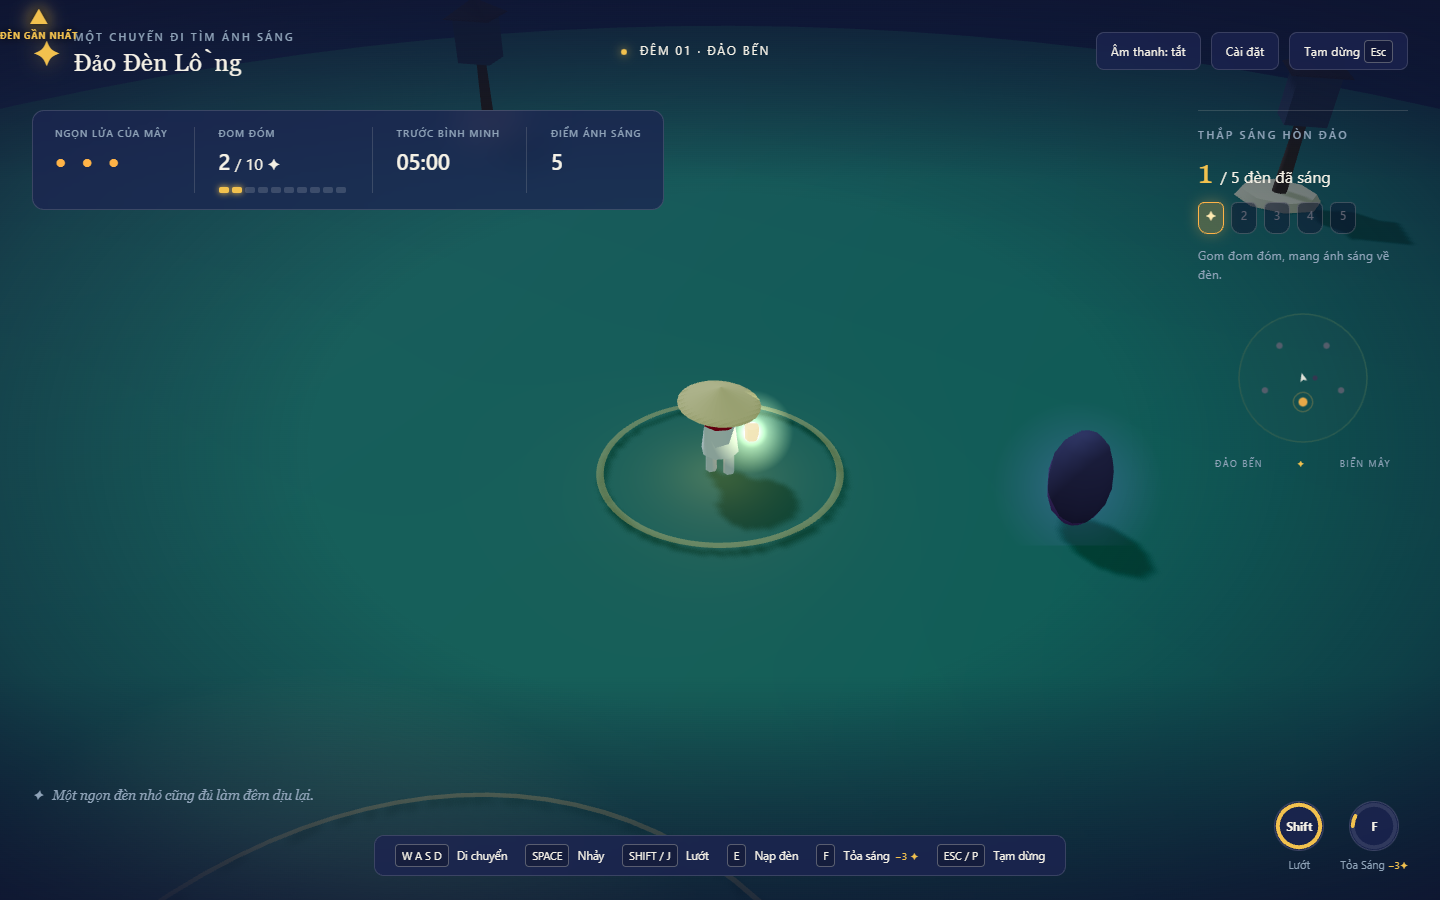 ĐÈN GẦN NHẤT
MỘT CHUYẾN ĐI TÌM ÁNH SÁNG
Đảo Đèn Lồng
ĐÊM 01 · ĐẢO BẾN
Âm thanh: tắt
Cài đặt
Tạm dừng Esc
NGỌN LỬA CỦA MÂY
ĐOM ĐÓM
2 / 10 ✦
TRƯỚC BÌNH MINH
05:00
ĐIỂM ÁNH SÁNG
5
THẮP SÁNG HÒN ĐẢO
1 / 5 đèn đã sáng
✦ 2 3 4 5
Gom đom đóm, mang ánh sáng về
đèn.
ĐẢO BẾN ✦ BIỂN MÂY
✦ Một ngọn đèn nhỏ cũng đủ làm đêm dịu lại.
W A S D Di chuyển SPACE Nhảy SHIFT / J Lướt E Nạp đèn F Tỏa sáng −3 ✦ ESC / P Tạm dừng
Shift
Lướt
F
Tỏa Sáng −3✦